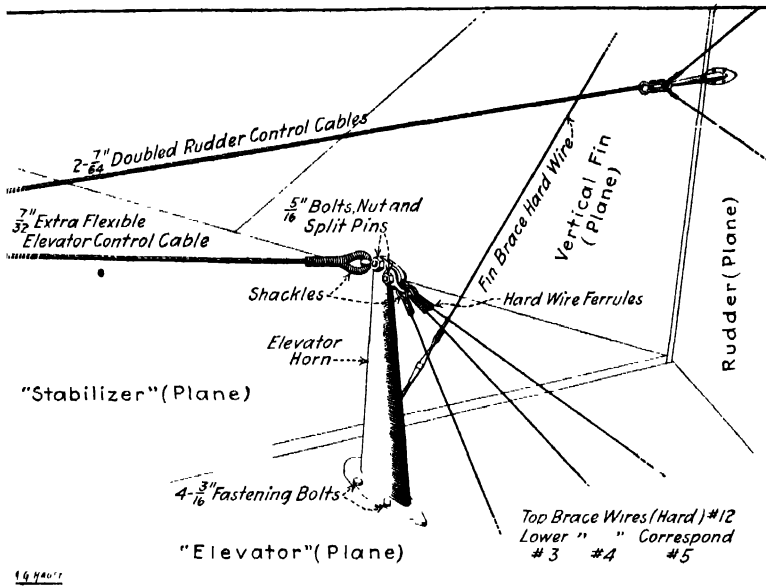 2-7/64" Doubled Rudder Control Cables
7/32" Extra Flexible
Elevator Control Cable
5/16" Bolts, Nut and
Split Pins
Fin Brace Hard Wire
Vertical Fin
(Plane)
Rudder (Plane)
Shackles
Hard Wire Ferrules
Elevator
Horn
"Stabilizer" (Plane)
4-3/16" Fastening Bolts
"Elevator" (Plane)
Top Brace Wires (Hard) #12
Lower " " Correspond
#3 #4 #5